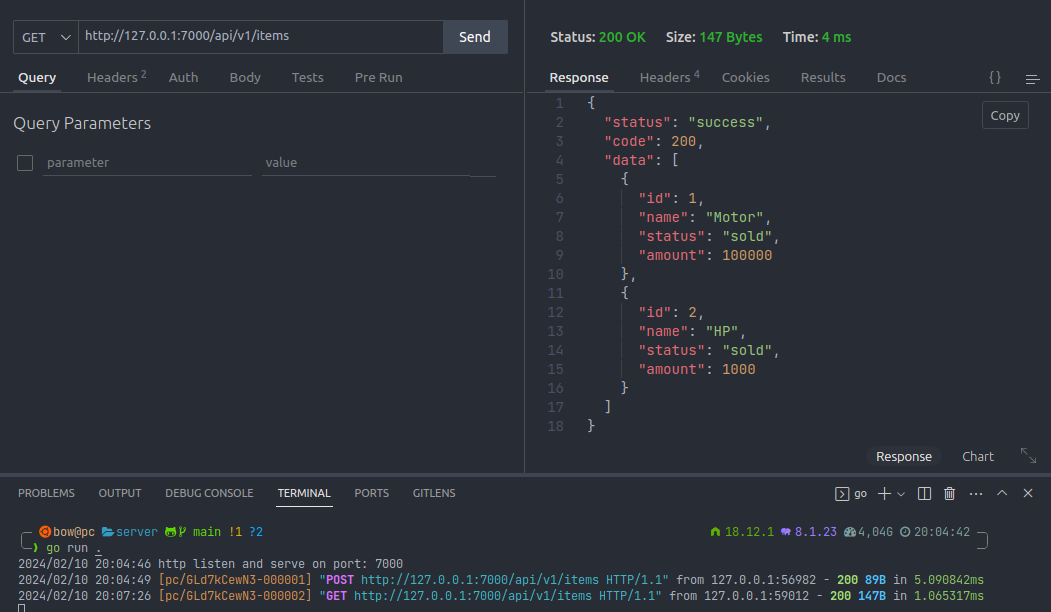 GET http://127.0.0.1:7000/api/v1/items Send
Query Headers 2 Auth Body Tests Pre Run
Query Parameters
parameter value
Status: 200 OK Size: 147 Bytes Time: 4 ms
Response Headers 4 Cookies Results Docs {}
Copy
1 {
2 "status": "success",
3 "code": 200,
4 "data": [
5 {
6 "id": 1,
7 "name": "Motor",
8 "status": "sold",
9 "amount": 100000
10 },
11 {
12 "id": 2,
13 "name": "HP",
14 "status": "sold",
15 "amount": 1000
16 }
17 ]
18 }
Response Chart
PROBLEMS OUTPUT DEBUG CONSOLE TERMINAL PORTS GITLENS go
bow@pc server main !1 ?2 18.12.1 8.1.23 4,04G 20:04:42
go run .
2024/02/10 20:04:46 http listen and serve on port: 7000
2024/02/10 20:04:49 [pc/GLd7kCewN3-000001] "POST http://127.0.0.1:7000/api/v1/items HTTP/1.1" from 127.0.0.1:56982 - 200 89B in 5.090842ms
2024/02/10 20:07:26 [pc/GLd7kCewN3-000002] "GET http://127.0.0.1:7000/api/v1/items HTTP/1.1" from 127.0.0.1:59012 - 200 147B in 1.065317ms